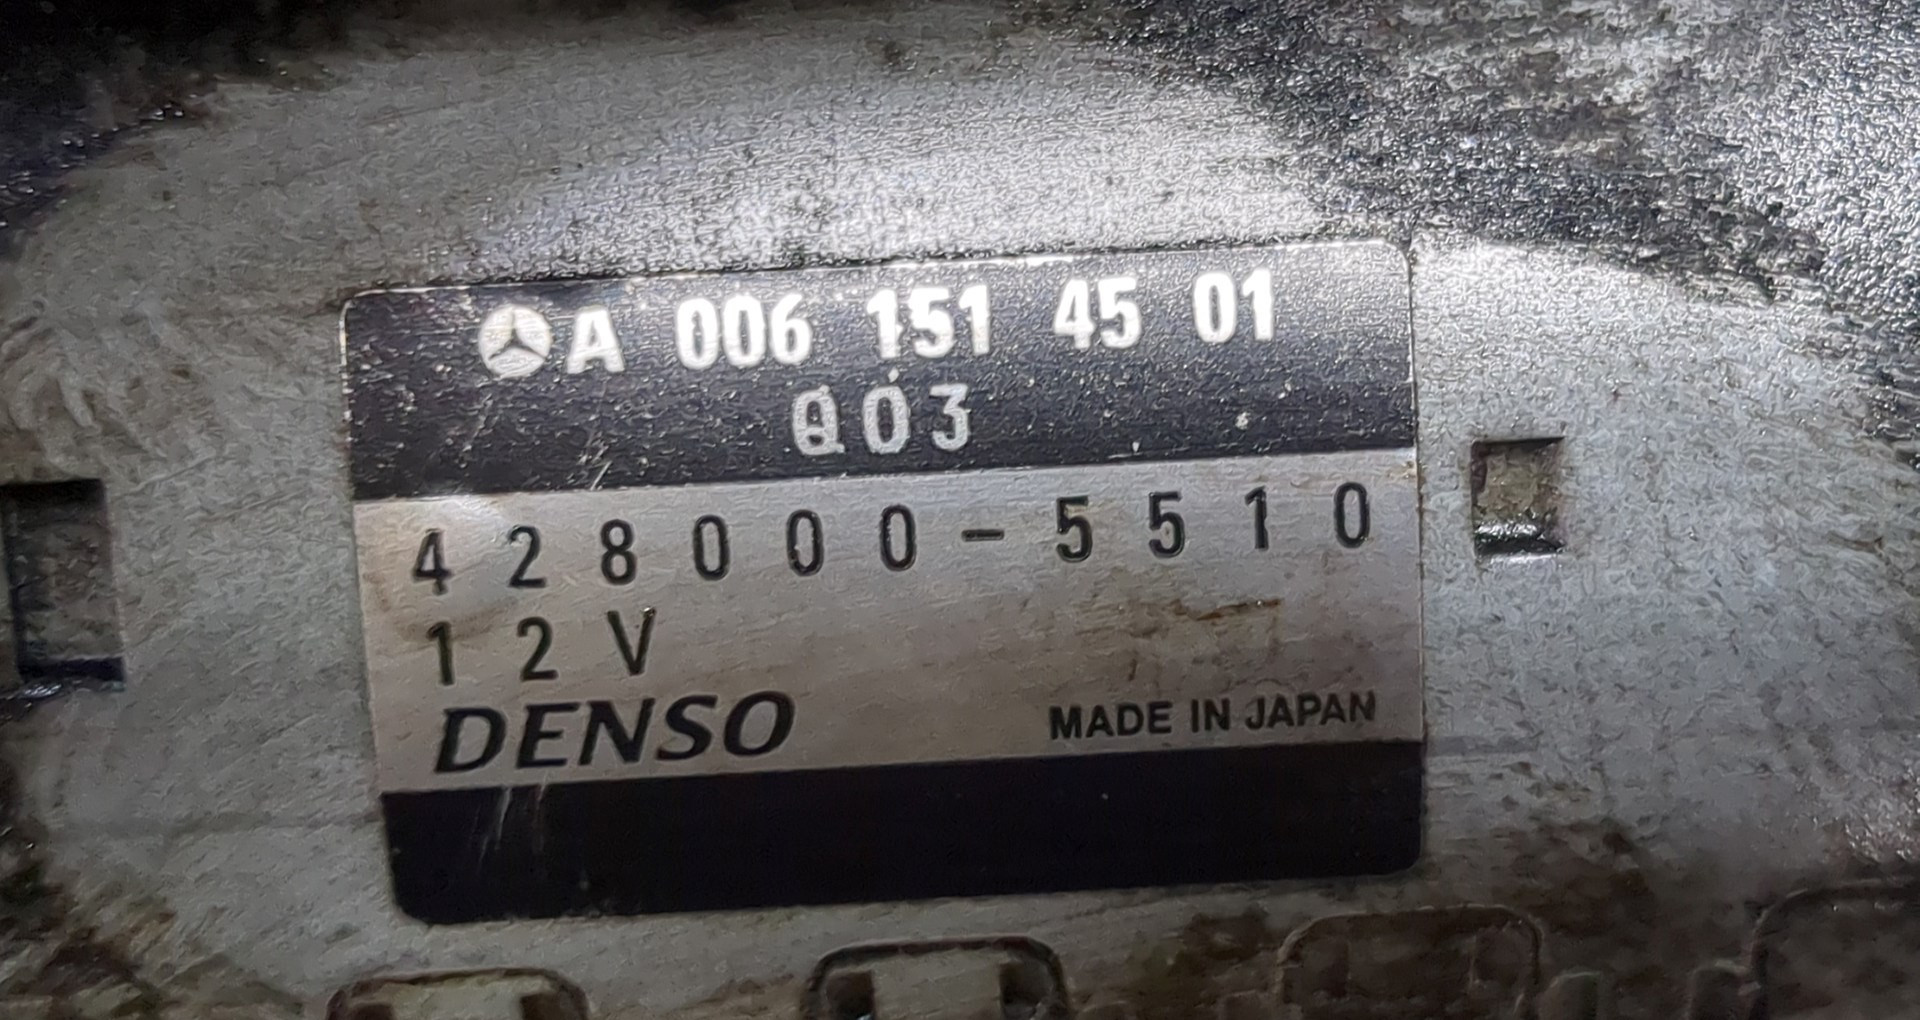 A 006 151 45 01
Q03
428000-5510
12V
DENSO
MADE IN JAPAN